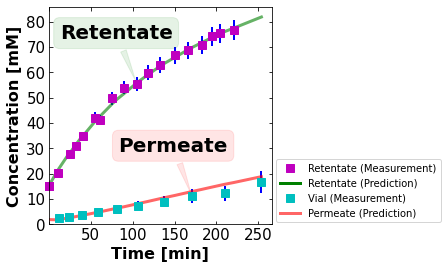 Concentration [mM]
80
70
60
50
40
30
20
10
0
50
100
150
200
250
Time [min]
Retentate
Permeate
Retentate (Measurement)
Retentate (Prediction)
Vial (Measurement)
Permeate (Prediction)